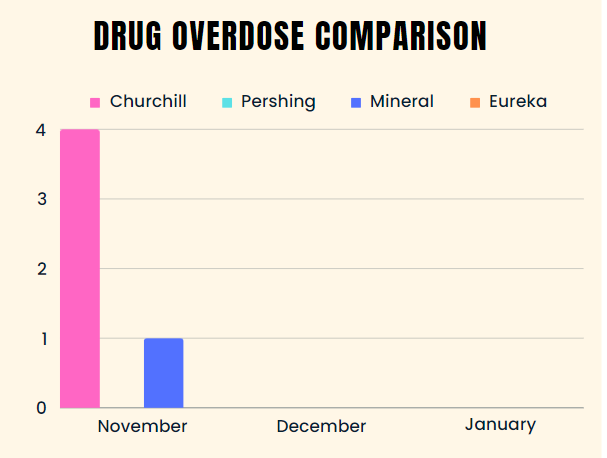 DRUG OVERDOSE COMPARISON
Churchill Pershing Mineral Eureka
4
3
2
1
0
November December January